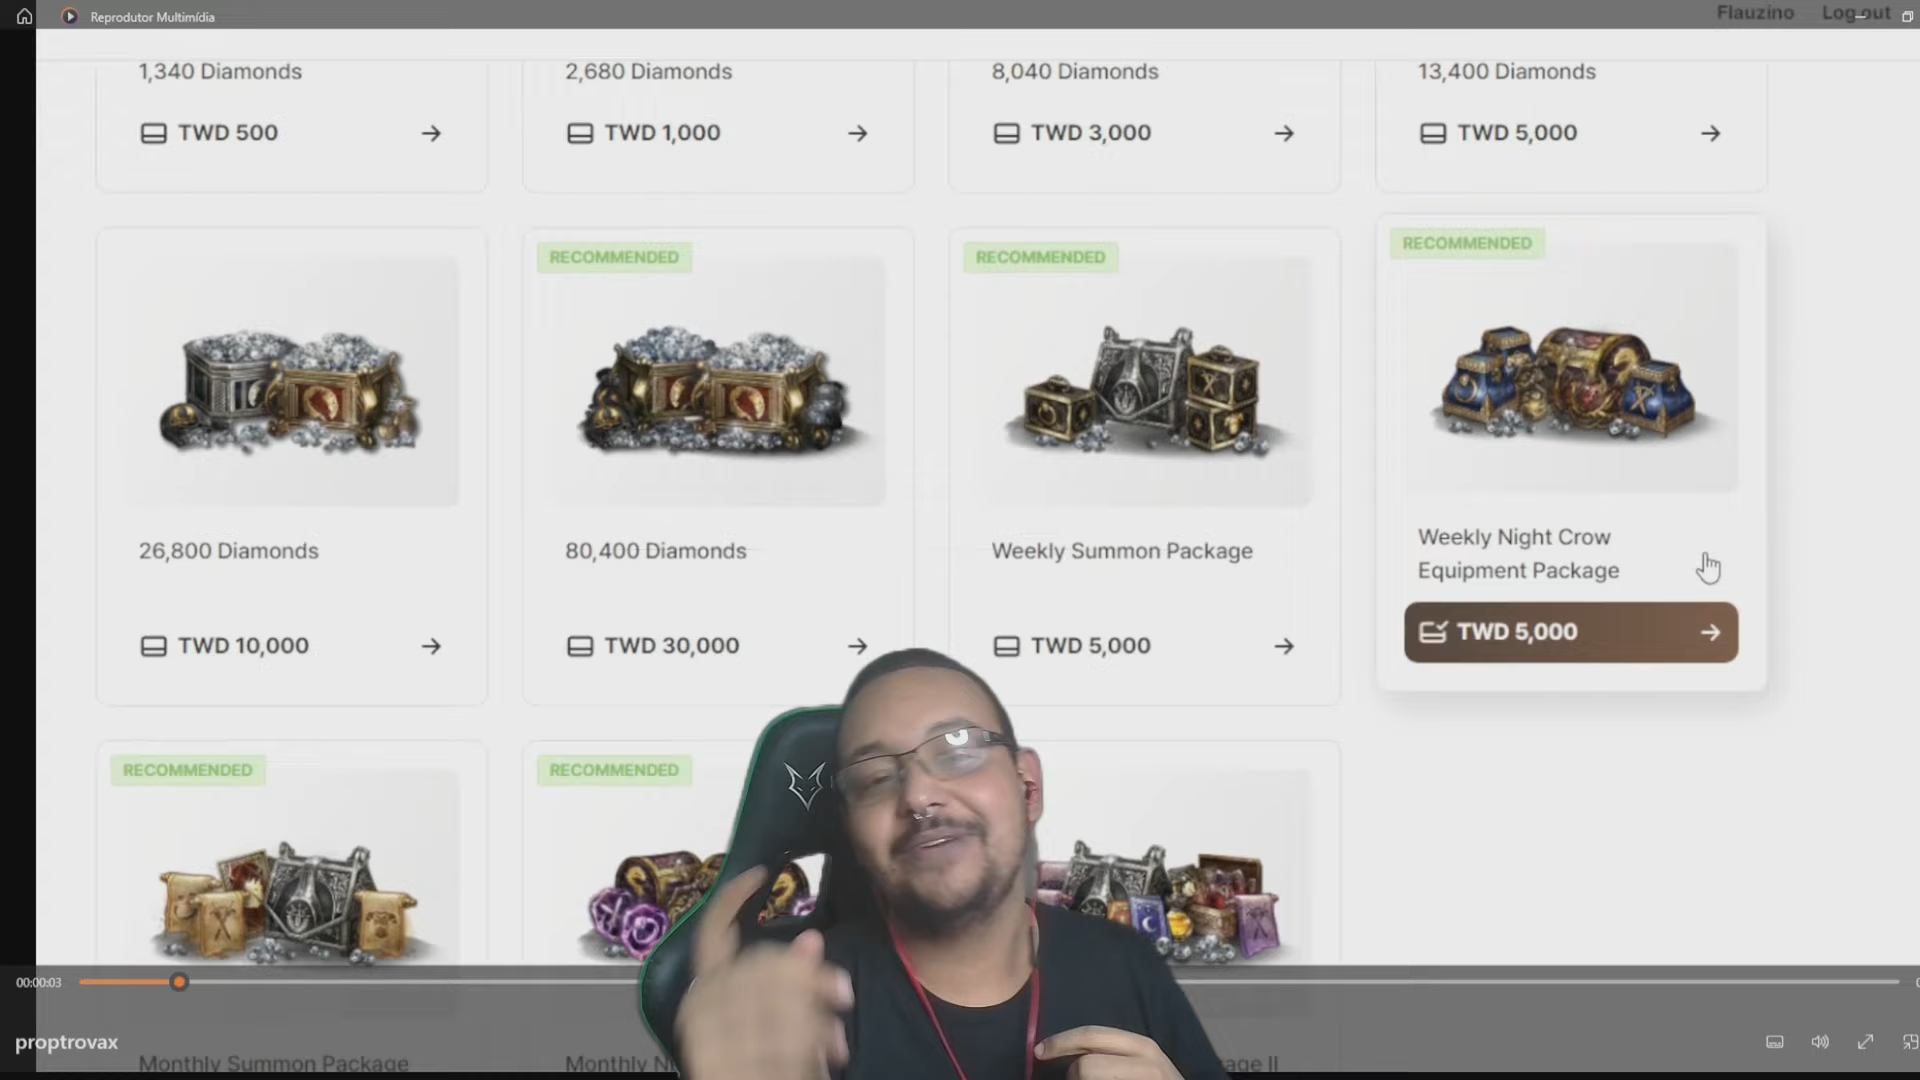 Reprodutor Multimídia
Flauzino Log out
1,340 Diamonds
TWD 500
2,680 Diamonds
TWD 1,000
8,040 Diamonds
TWD 3,000
13,400 Diamonds
TWD 5,000
26,800 Diamonds
TWD 10,000
RECOMMENDED
80,400 Diamonds
TWD 30,000
RECOMMENDED
Weekly Summon Package
TWD 5,000
RECOMMENDED
Weekly Night Crow
Equipment Package
TWD 5,000
RECOMMENDED
Monthly Summon Package
RECOMMENDED
Monthly
II
00:00:03
proptrovax